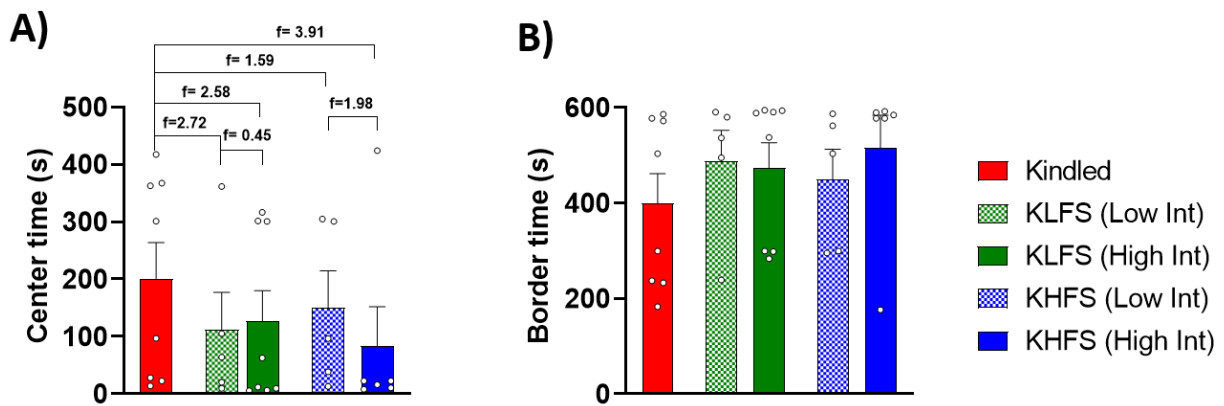 A)
f= 3.91
f= 1.59
f= 2.58
f=1.98
f=2.72
f= 0.45
500
400
300
200
100
0
Center time (s)
B)
600
400
200
0
Border time (s)
Kindled
KLFS (Low Int)
KLFS (High Int)
KHFS (Low Int)
KHFS (High Int)